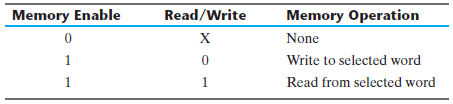 Memory Enable Read/Write Memory Operation
0 X None
1 0 Write to selected word
1 1 Read from selected word